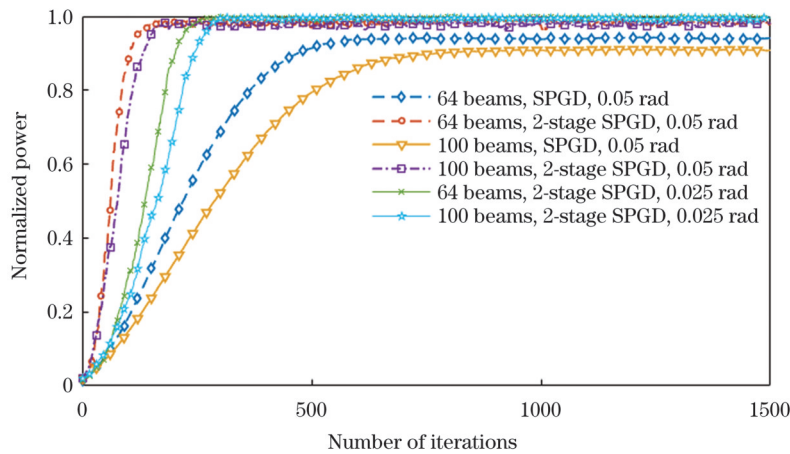 1.0
0.8
0.6
0.4
0.2
0
Normalized power
64 beams, SPGD, 0.05 rad
64 beams, 2-stage SPGD, 0.05 rad
100 beams, SPGD, 0.05 rad
100 beams, 2-stage SPGD, 0.05 rad
64 beams, 2-stage SPGD, 0.025 rad
100 beams, 2-stage SPGD, 0.025 rad
0 500 1000 1500
Number of iterctions